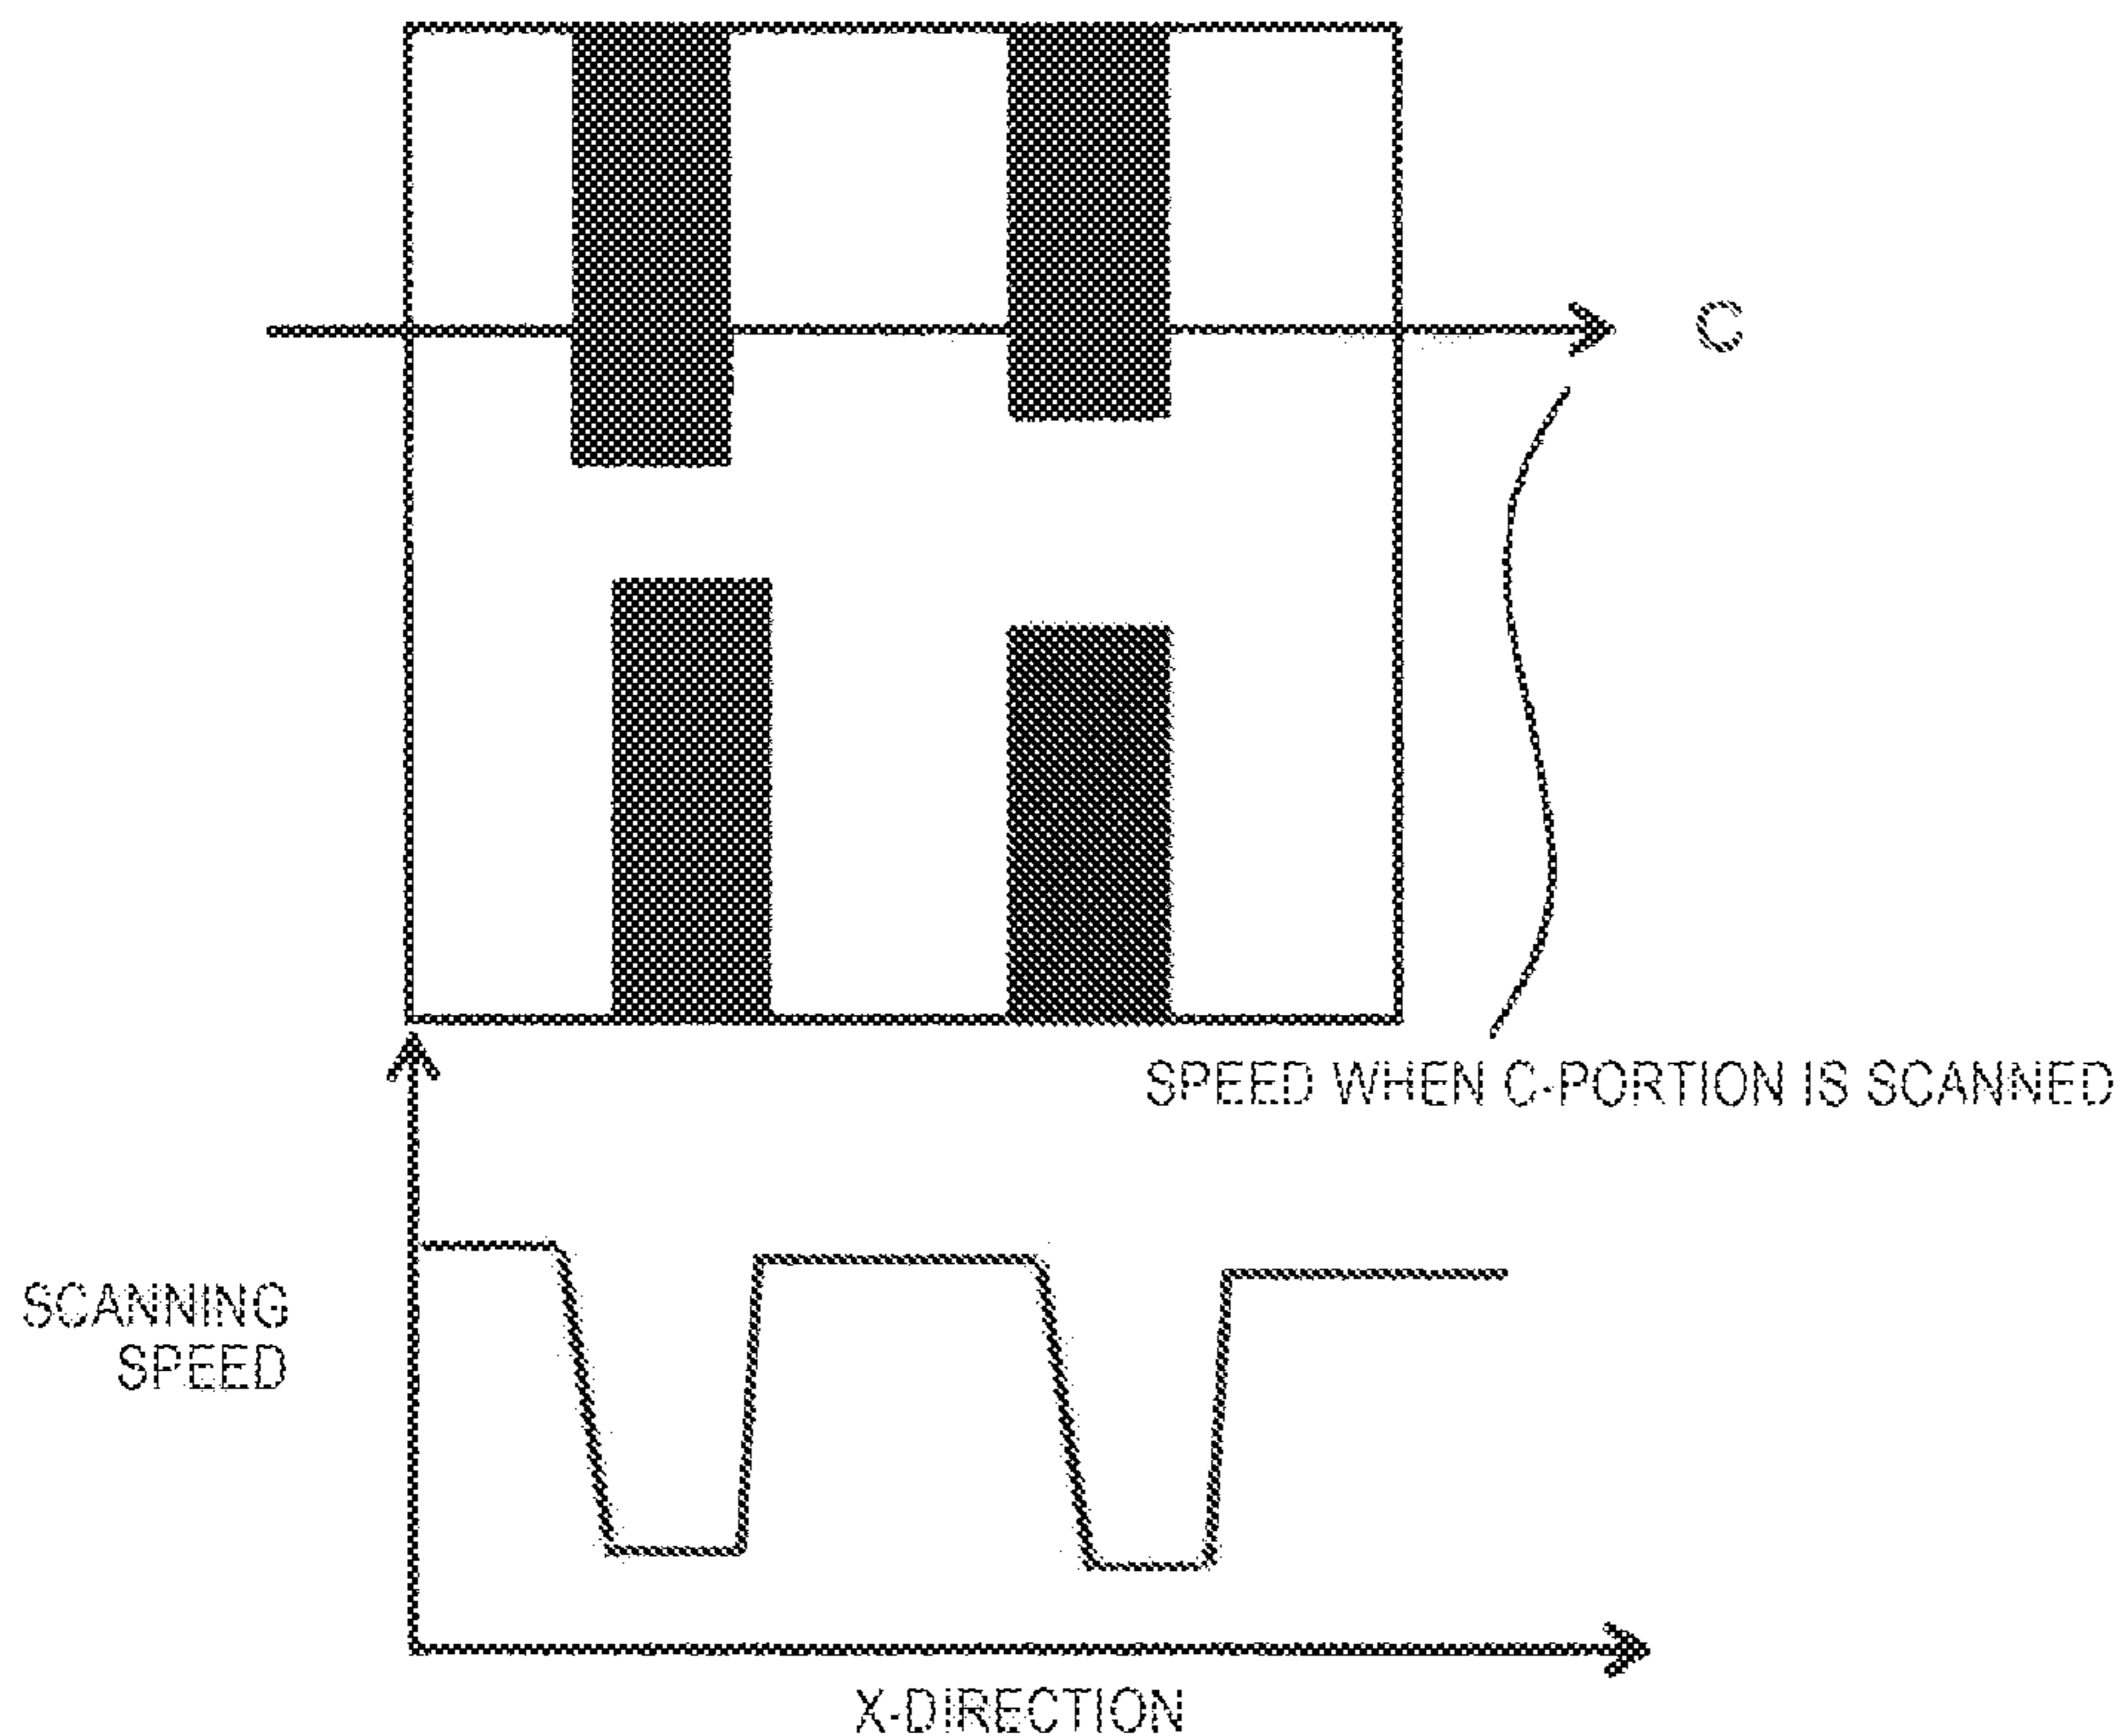 C
SPEED WHEN C-PORTION IS SCANNED
SCANNING
SPEED
X-DIRECTION